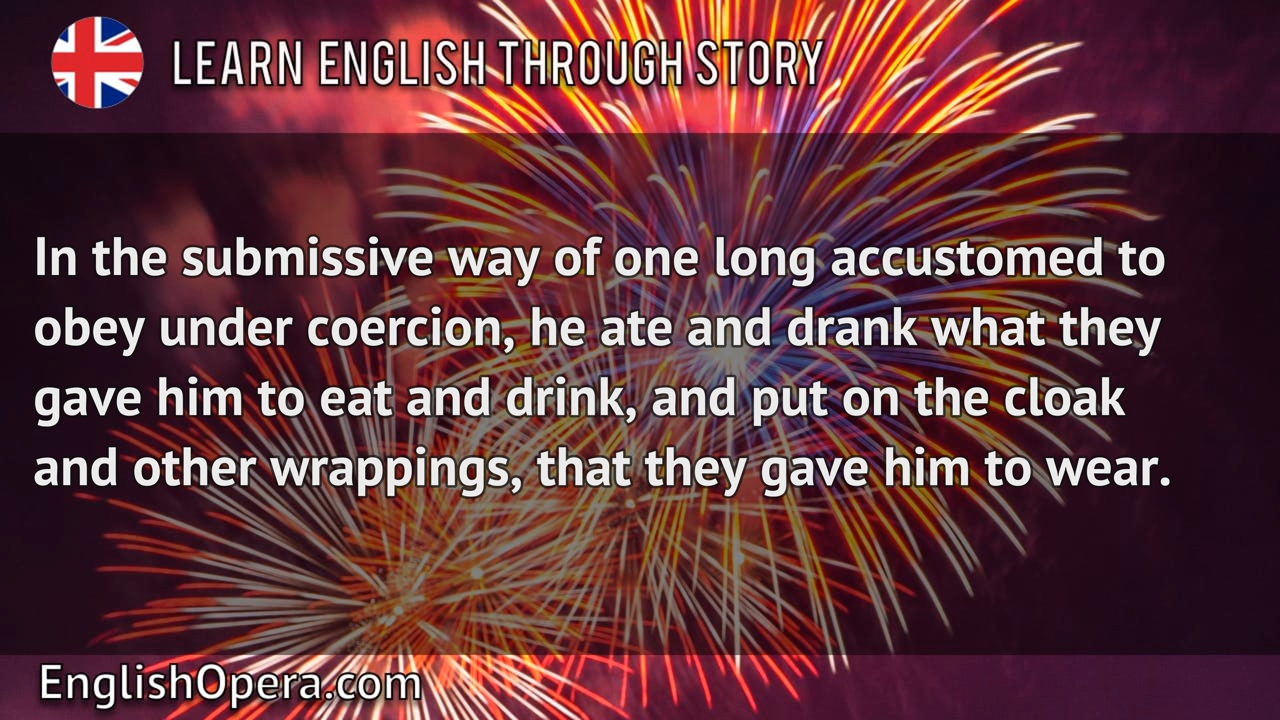 LEARN ENGLISH THROUGH STORY
In the submissive way of one long accustomed to
obey under coercion, he ate and drank what they
gave him to eat and drink, and put on the cloak
and other wrappings, that they gave him to wear.
EnglishOpera.com